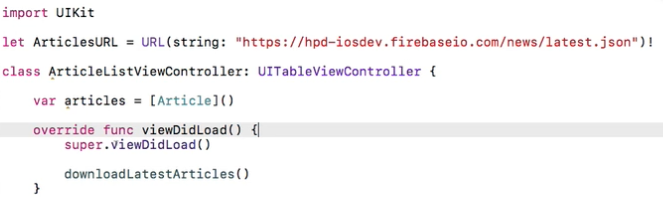 import UIKit
let ArticlesURL = URL(string: "https://hpd-iosdev.firebaseio.com/news/latest.json")!
class ArticleListViewController: UITableViewController {
var articles = [Article]()
override func viewDidLoad() {
super.viewDidLoad()
downloadLatestArticles()
}